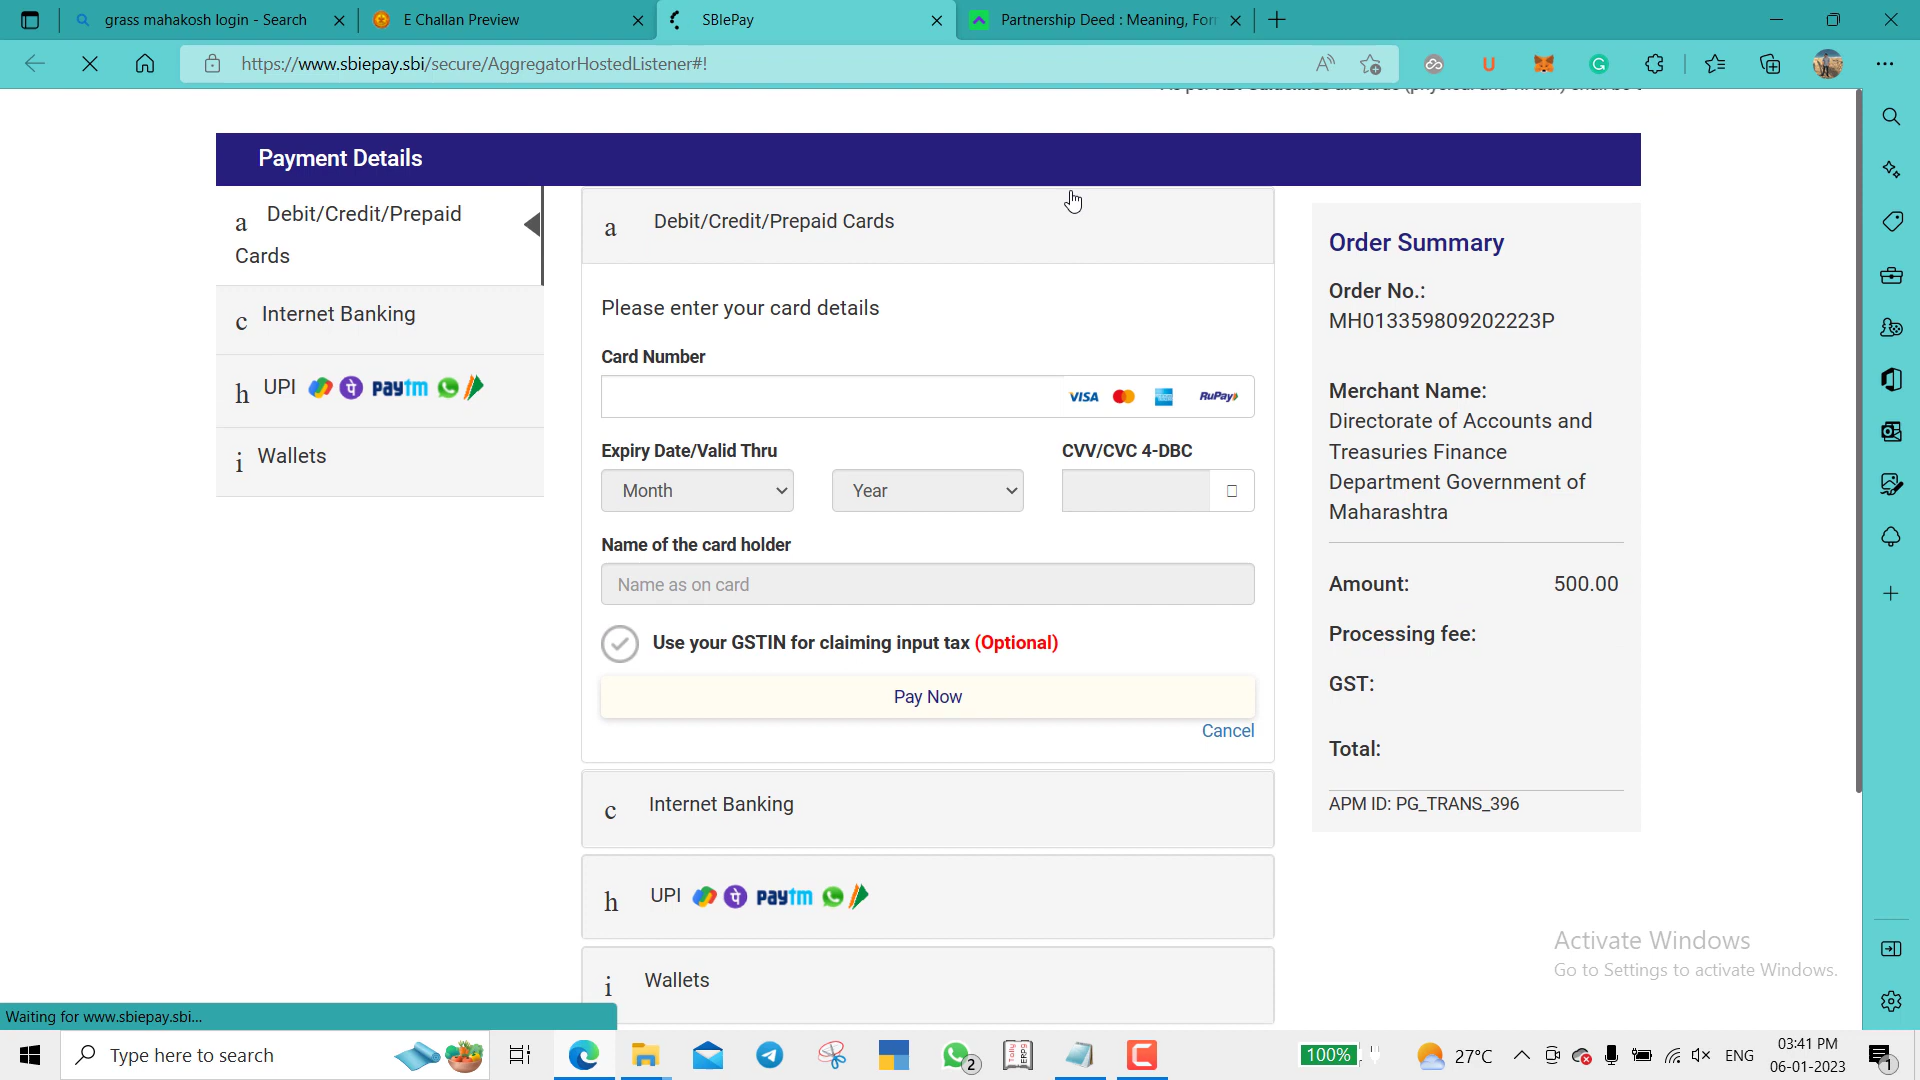 grass mahakosh login - Search
E Challan Preview
SBIePay
Partnership Deed : Meaning, For
https://www.sbiepay.sbi/secure/AggregatorHostedListener#!
Payment Details
a Debit/Credit/Prepaid
Cards
c Internet Banking
h UPI paytm
i Wallets
a Debit/Credit/Prepaid Cards
Please enter your card details
Card Number
VISA RuPay
Expiry Date/Valid Thru
CVV/CVC 4-DBC
Month
Year
Name of the card holder
Name as on card
Use your GSTIN for claiming input tax (Optional)
Pay Now
Cancel
c Internet Banking
h UPI paytm
i Wallets
Order Summary
Order No.:
MH013359809202223P
Merchant Name:
Directorate of Accounts and
Treasuries Finance
Department Government of
Maharashtra
Amount: 500.00
Processing fee:
GST:
Total:
APM ID: PG_TRANS_396
Activate Windows
Go to Settings to activate Windows.
Waiting for www.sbiepay.sbi...
Type here to search
2
100%
27°C
ENG
03:41 PM
06-01-2023
1